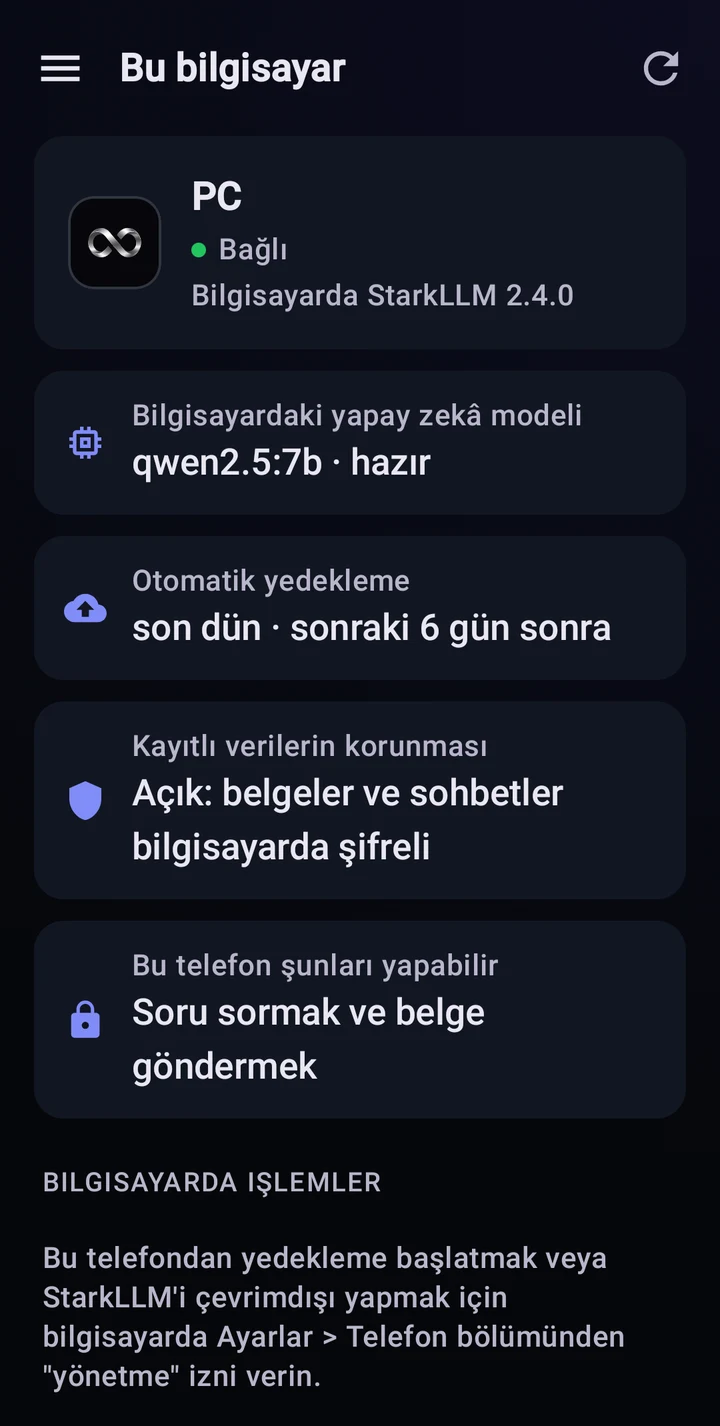 Bu bilgisayar
PC
Bağlı
Bilgisayarda StarkLLM 2.4.0
Bilgisayardaki yapay zekâ modeli
qwen2.5:7b · hazır
Otomatik yedekleme
son dün · sonraki 6 gün sonra
Kayıtlı verilerin korunması
Açık: belgeler ve sohbetler
bilgisayarda şifreli
Bu telefon şunları yapabilir
Soru sormak ve belge
göndermek
BILGISAYARDA IŞLEMLER
Bu telefondan yedekleme başlatmak veya
StarkLLM'i çevrimdışı yapmak için
bilgisayarda Ayarlar > Telefon bölümünden
"yönetme" izni verin.